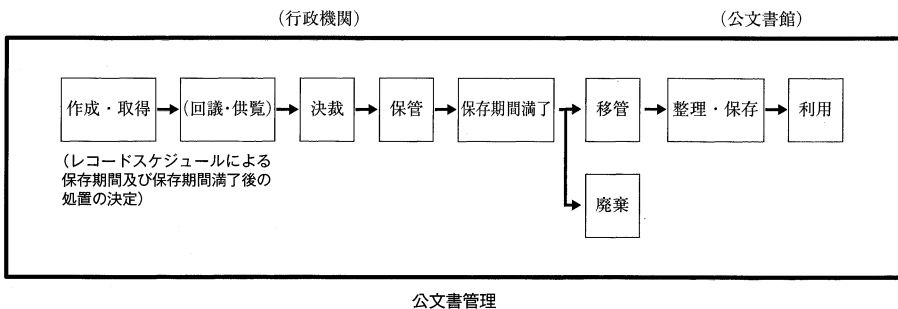 (行政機関)
(公文書館)
作成・取得
(回議・供覧)
決裁
保管
保存期間満了
移管
整理・保存
利用
(レコードスケジュールによる
保存期間及び保存期間満了後の
処置の決定)
廃棄
公文書管理